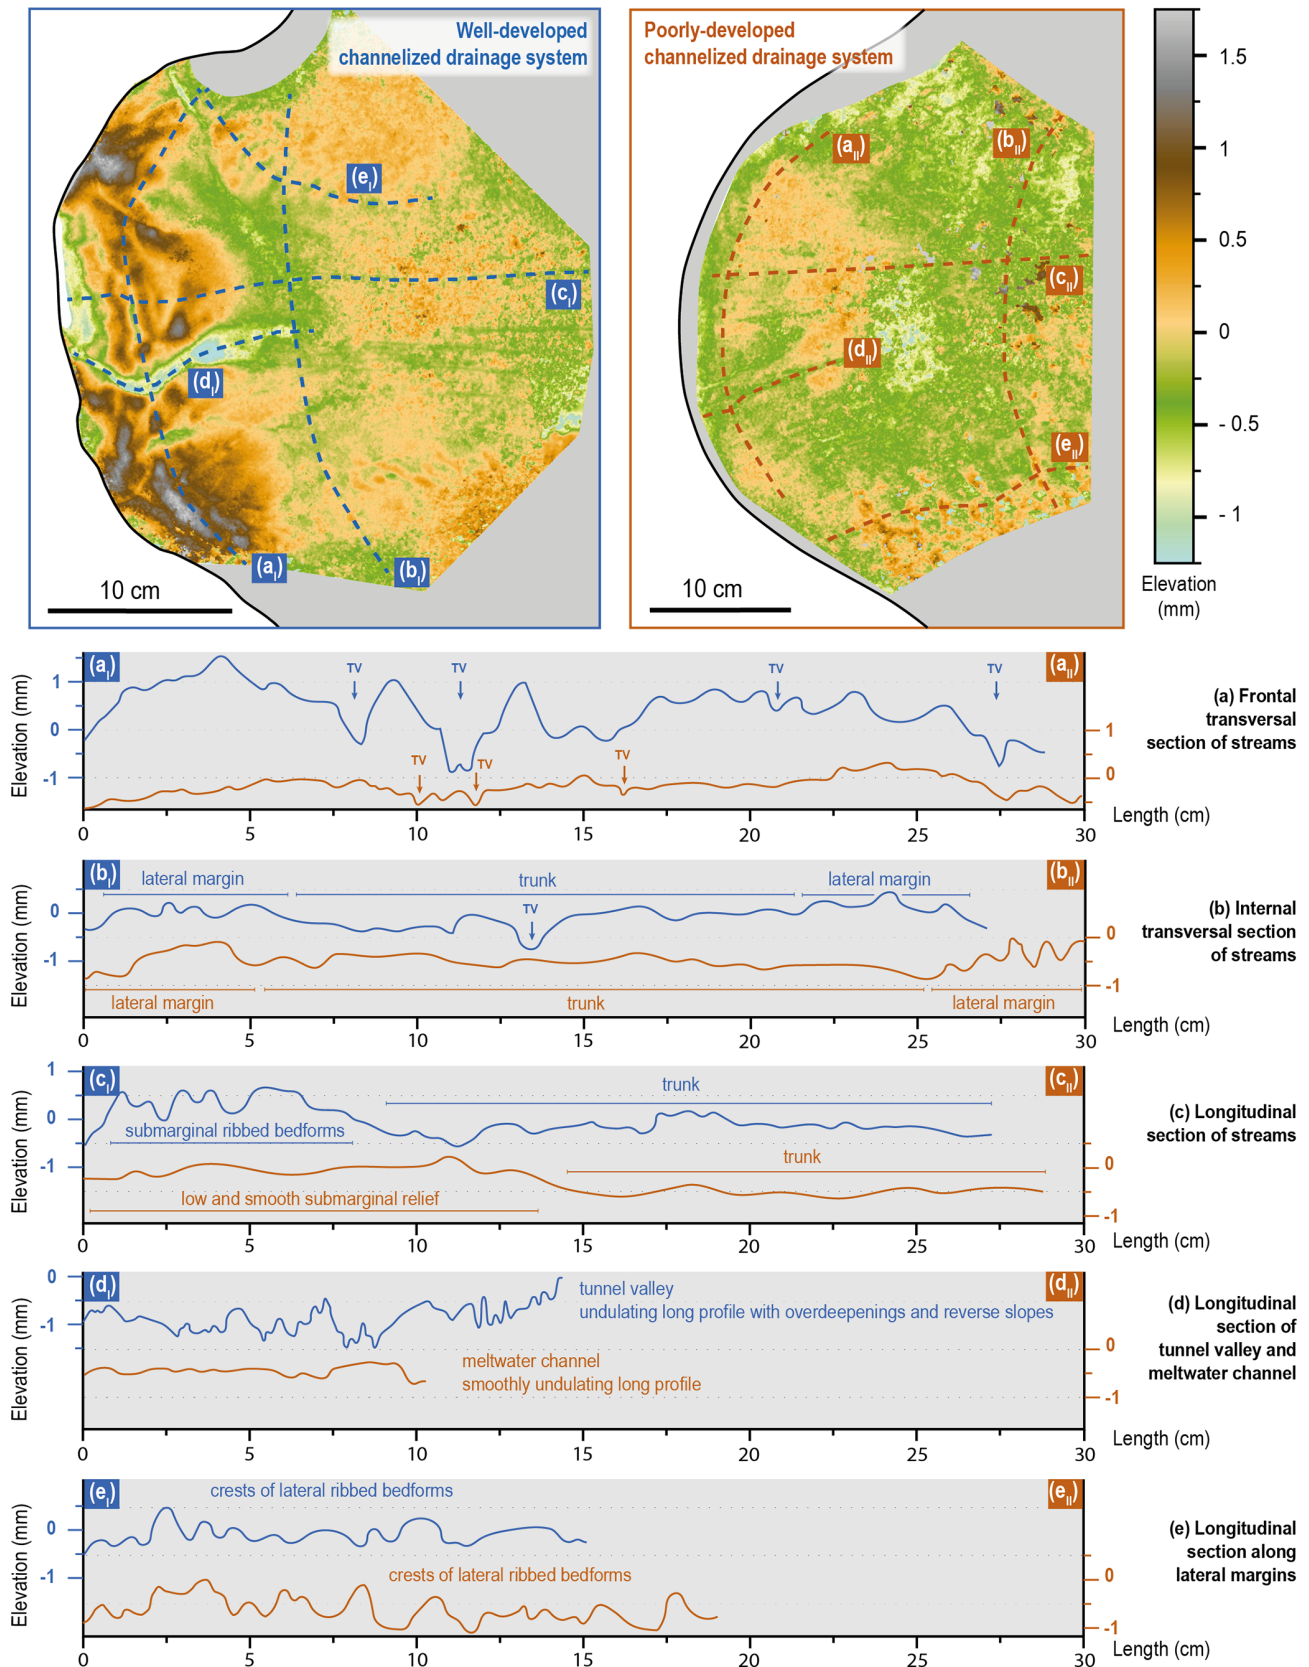 Well-developed
channelized drainage system
Poorly-developed
channelized drainage system
(eI)
(cI)
(dI)
(aI)
(bI)
10 cm
(aII)
(bII)
(cII)
(dII)
(eII)
10 cm
1.5
1
0.5
0
- 0.5
- 1
Elevation
(mm)
(aI)
(aII)
TV TV TV TV
TV TV TV
Elevation (mm)
1
0
-1
1
0
0 5 10 15 20 25 30
Length (cm)
(a) Frontal
transversal
section of streams
(bI)
(bII)
lateral margin trunk lateral margin
TV
Elevation (mm)
0
-1
0
-1
lateral margin trunk lateral margin
0 5 10 15 20 25 30
Length (cm)
(b) Internal
transversal section
of streams
(cI)
(cII)
trunk
submarginal ribbed bedforms
trunk
low and smooth submarginal relief
Elevation (mm)
1
0
-1
0
-1
0 5 10 15 20 25 30
Length (cm)
(c) Longitudinal
section of streams
(dI)
(dII)
tunnel valley
undulating long profile with overdeepenings and reverse slopes
meltwater channel
smoothly undulating long profile
Elevation (mm)
0
-1
0
-1
0 5 10 15 20 25 30
Length (cm)
(d) Longitudinal
section of
tunnel valley and
meltwater channel
(eI)
(eII)
crests of lateral ribbed bedforms
crests of lateral ribbed bedforms
Elevation (mm)
0
-1
0
-1
0 5 10 15 20 25 30
Length (cm)
(e) Longitudinal
section along
lateral margins